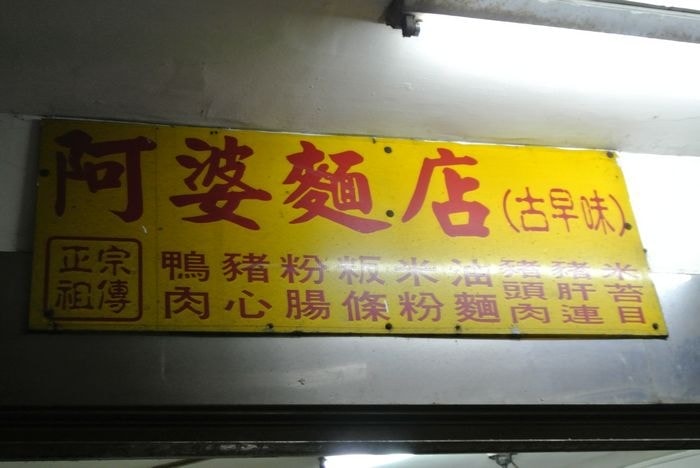 阿婆麵店(古早味)
正宗祖傳
鴨肉 豬心 粉腸 粄條 米粉 油麵 豬頭肉 豬肝連 米苔目